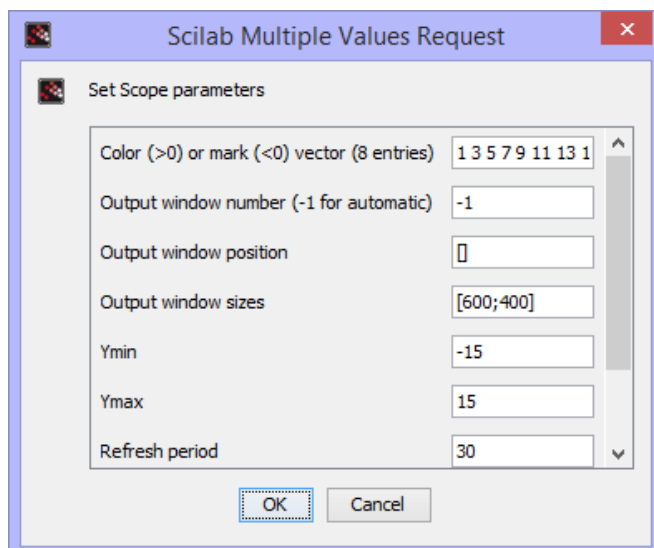 Scilab Multiple Values Request
Set Scope parameters
Color (>0) or mark (<0) vector (8 entries) 1 3 5 7 9 11 13 1
Output window number (-1 for automatic) -1
Output window position []
Output window sizes [600;400]
Ymin -15
Ymax 15
Refresh period 30
OK Cancel